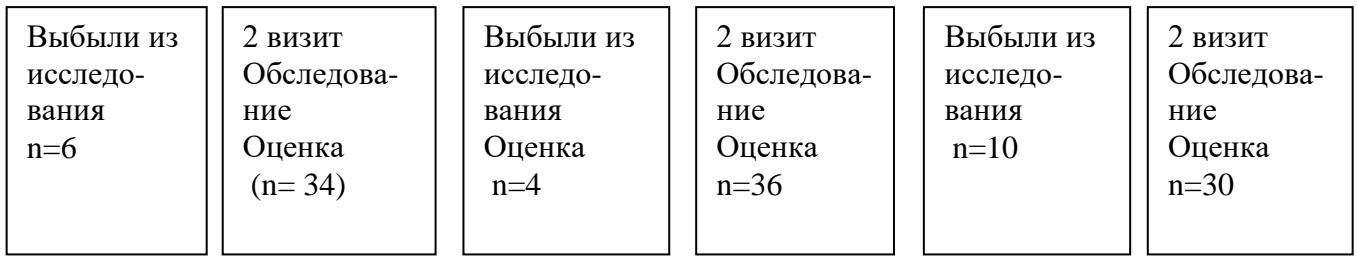 Выбыли из
исследо-
вания
n=6
2 визит
Обследова-
ние
Оценка
(n= 34)
Выбыли из
исследо-
вания
Оценка
n=4
2 визит
Обследова-
ние
Оценка
n=36
Выбыли из
исследо-
вания
n=10
2 визит
Обследова-
ние
Оценка
n=30